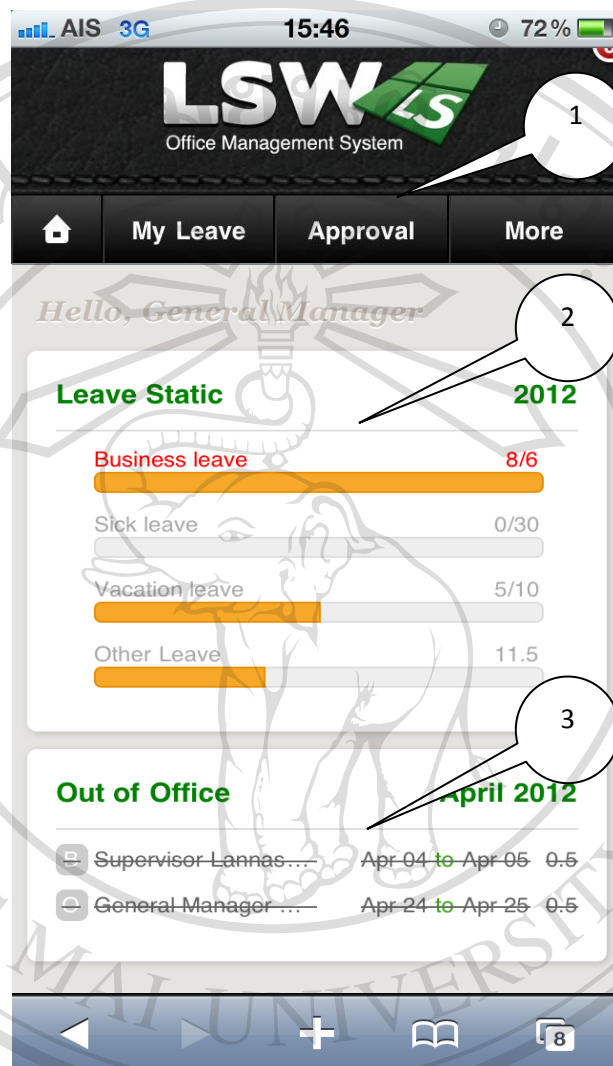 AIS 3G 15:46 72%
LSW LS
Office Management System
1
My Leave Approval More
Hello, General Manager
2
Leave Static 2012
Business leave 8/6
Sick leave 0/30
Vacation leave 5/10
Other Leave 11.5
3
Out of Office April 2012
B Supervisor Lannas... Apr 04 to Apr 05 0.5
O General Manager ... Apr 24 to Apr 25 0.5
MAI UNIVERSITY
8